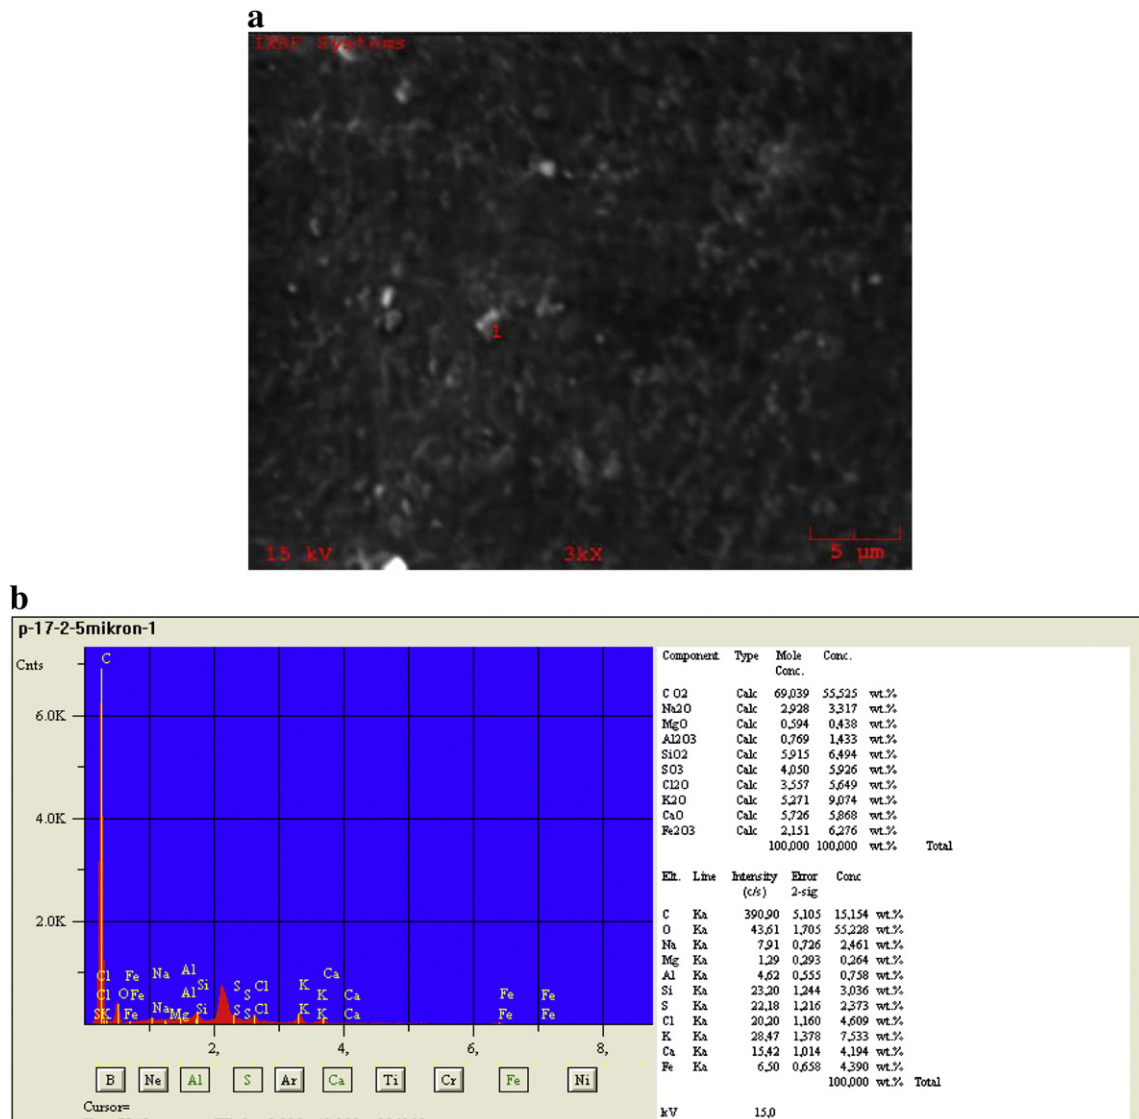 a
IXRF Systems
1
15 kV 3kX 5 µm
b
p-17-2-5mikron-1
Cnts
C
6.0K
4.0K
2.0K
Cl Fe Na Al Si S S Cl K Ca
Cl O Fe Al K Ca
S K Fe Na Mg Si S S Cl K K Ca
Fe Fe
Fe Fe
2, 4, 6, 8,
B Ne Al S Ar Ca Ti Cr Fe Ni
Cursor=
Component Type Mole Conc. Conc.
C O2 Calc 69,039 55,525 wt.%
Na2O Calc 2,928 3,317 wt.%
MgO Calc 0,594 0,438 wt.%
Al2O3 Calc 0,769 1,433 wt.%
SiO2 Calc 5,915 6,494 wt.%
SO3 Calc 4,050 5,926 wt.%
Cl2O Calc 3,557 5,649 wt.%
K2O Calc 5,271 9,074 wt.%
CaO Calc 5,726 5,868 wt.%
Fe2O3 Calc 2,151 6,276 wt.%
100,000 100,000 wt.% Total
Elt. Line Intensity (c/s) Error 2-sig Conc
C Ka 390,90 5,105 15,154 wt.%
O Ka 43,61 1,705 55,228 wt.%
Na Ka 7,91 0,726 2,461 wt.%
Mg Ka 1,29 0,293 0,264 wt.%
Al Ka 4,62 0,555 0,758 wt.%
Si Ka 23,20 1,244 3,036 wt.%
S Ka 22,18 1,216 2,373 wt.%
Cl Ka 20,20 1,160 4,609 wt.%
K Ka 28,47 1,378 7,533 wt.%
Ca Ka 15,42 1,014 4,194 wt.%
Fe Ka 6,50 0,658 4,390 wt.%
100,000 wt.% Total
kV 15,0